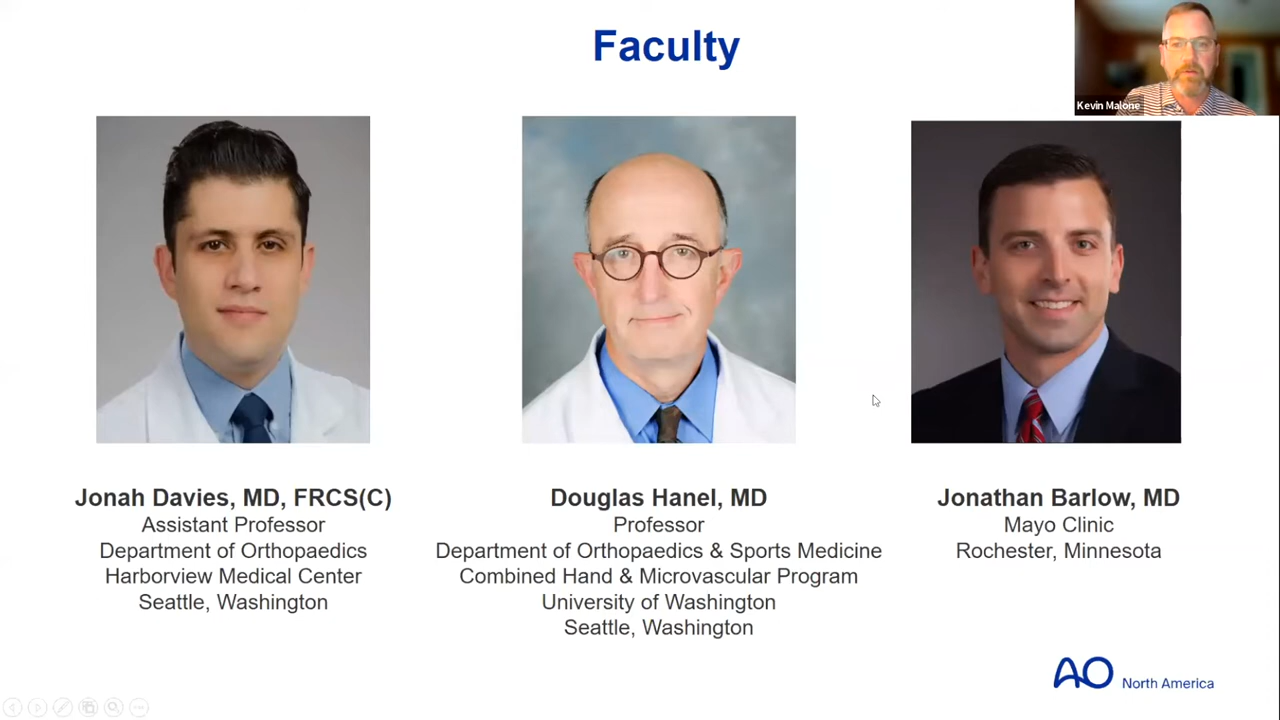 Faculty
Kevin Malone
Jonah Davies, MD, FRCS(C)
Assistant Professor
Department of Orthopaedics
Harborview Medical Center
Seattle, Washington
Douglas Hanel, MD
Professor
Department of Orthopaedics & Sports Medicine
Combined Hand & Microvascular Program
University of Washington
Seattle, Washington
Jonathan Barlow, MD
Mayo Clinic
Rochester, Minnesota
AO North America